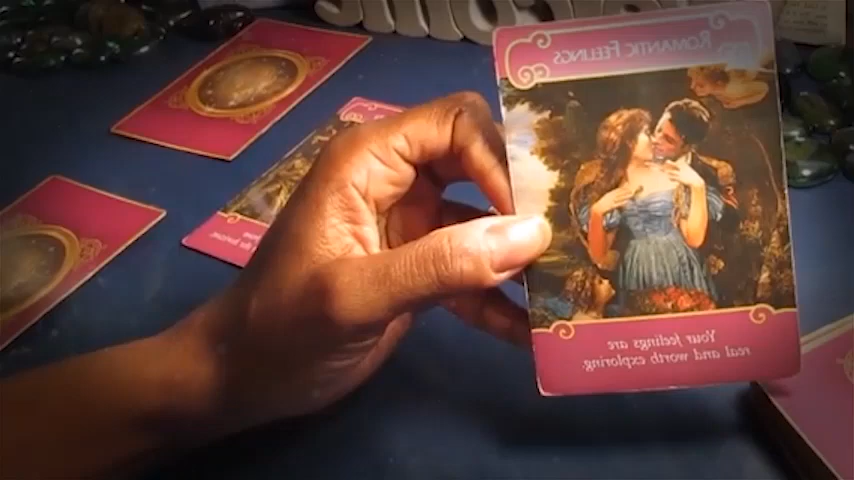 ROMANTIC FEELINGS
Your feelings are
real and worth exploring.